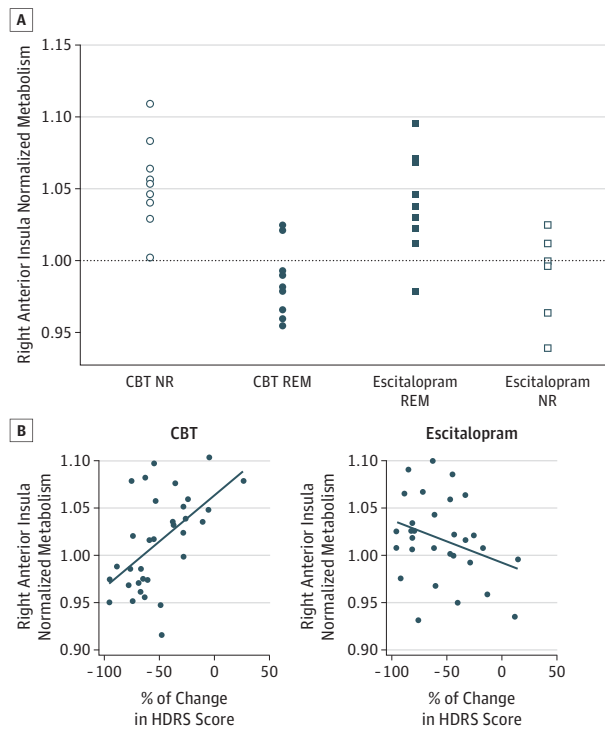 A
Right Anterior Insula Normalized Metabolism
1.15
1.10
1.05
1.00
0.95
CBT NR
CBT REM
Escitalopram
REM
Escitalopram
NR
B
CBT
Right Anterior Insula
Normalized Metabolism
1.10
1.05
1.00
0.95
0.90
-100 -50 0 50
% of Change
in HDRS Score
Escitalopram
Right Anterior Insula
Normalized Metabolism
1.10
1.05
1.00
0.95
0.90
-100 -50 0 50
% of Change
in HDRS Score